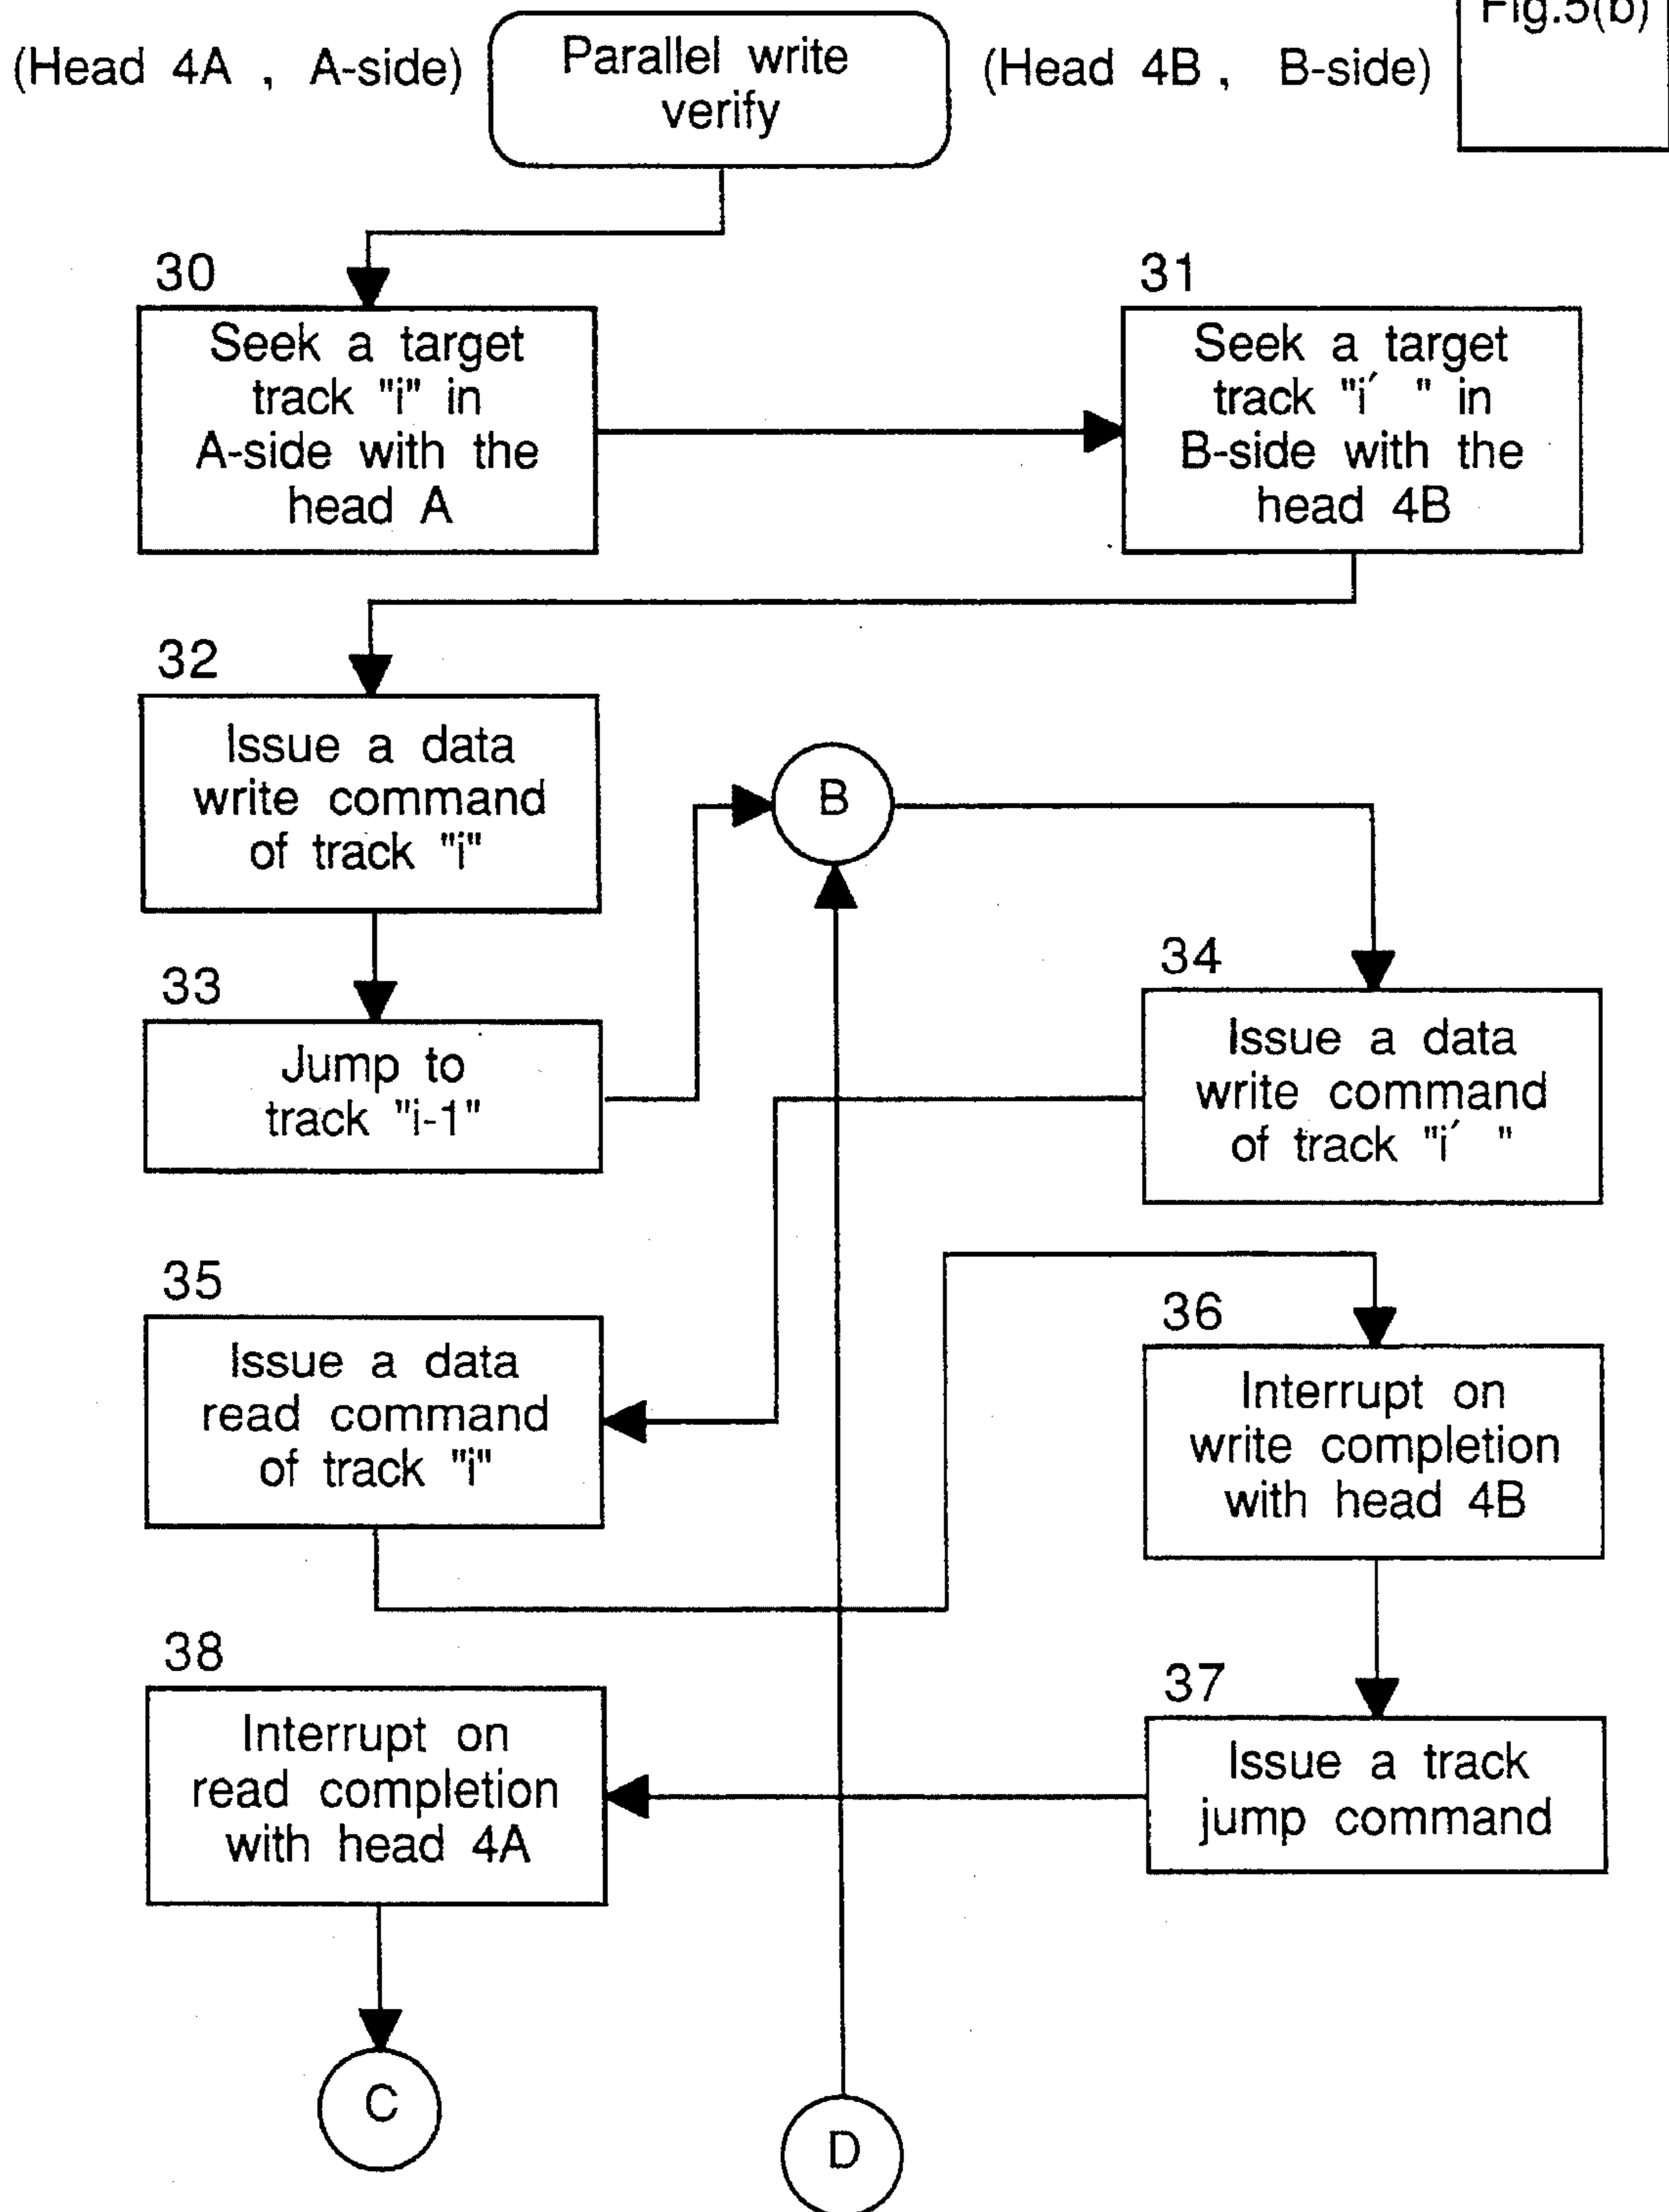 Fig.5(b)
(Head 4A , A-side)
Parallel write
verify
(Head 4B , B-side)
30
Seek a target
track "i" in
A-side with the
head A
31
Seek a target
track "i´ " in
B-side with the
head 4B
32
Issue a data
write command
of track "i"
B
33
Jump to
track "i-1"
34
Issue a data
write command
of track "i´ "
35
Issue a data
read command
of track "i"
36
Interrupt on
write completion
with head 4B
38
Interrupt on
read completion
with head 4A
37
Issue a track
jump command
C
D